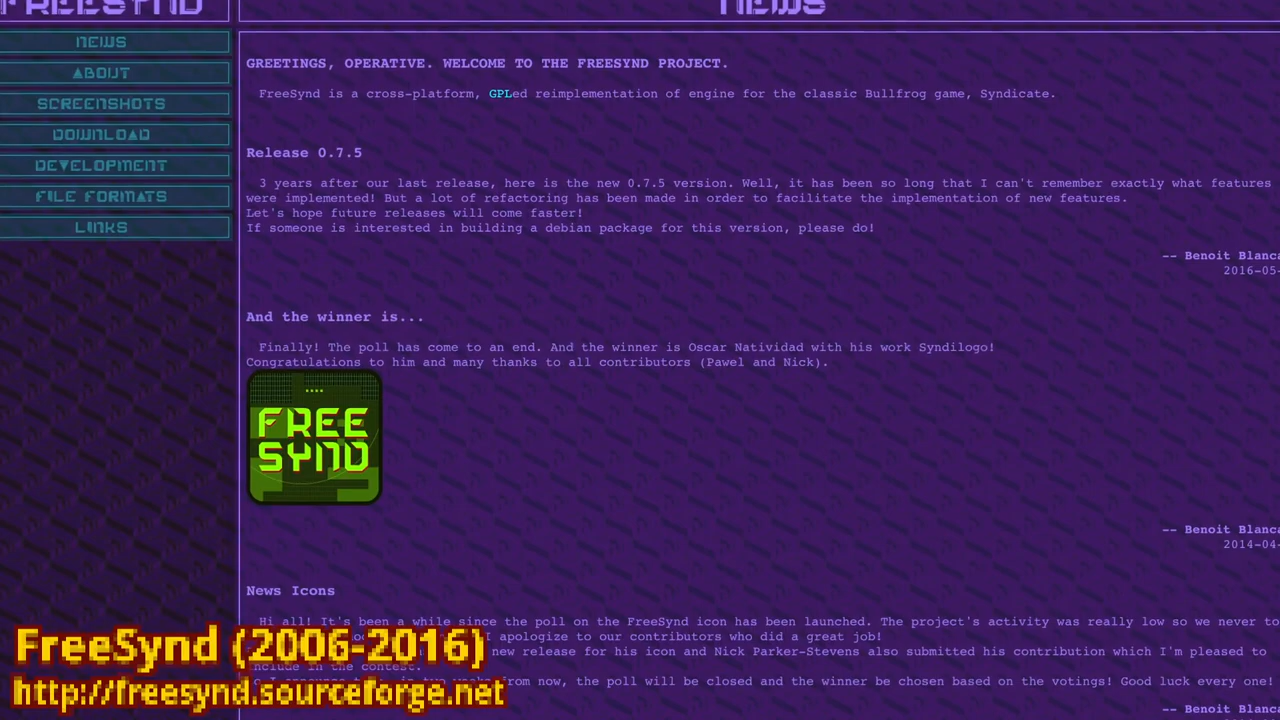 FREESYND
NEWS
NEWS
ABOUT
SCREENSHOTS
DOWNLOAD
DEVELOPMENT
FILE FORMATS
LINKS
GREETINGS, OPERATIVE. WELCOME TO THE FREESYND PROJECT.
FreeSynd is a cross-platform, GPLed reimplementation of engine for the classic Bullfrog game, Syndicate.
Release 0.7.5
3 years after our last release, here is the new 0.7.5 version. Well, it has been so long that I can't remember exactly what features
were implemented! But a lot of refactoring has been made in order to facilitate the implementation of new features.
Let's hope future releases will come faster!
If someone is interested in building a debian package for this version, please do!
-- Benoit Blanca
2016-05-
And the winner is...
Finally! The poll has come to an end. And the winner is Oscar Natividad with his work Syndilogo!
Congratulations to him and many thanks to all contributors (Pawel and Nick).
FREE
SYND
-- Benoit Blanca
2014-04-
News Icons
Hi all! It's been a while since the poll on the FreeSynd icon has been launched. The project's activity was really low so we never to
I apologize to our contributors who did a great job!
new release for his icon and Nick Parker-Stevens also submitted his contribution which I'm pleased to
include in the contest.
from now, the poll will be closed and the winner be chosen based on the votings! Good luck every one!
-- Benoit Blanca
FreeSynd (2006-2016)
http://freesynd.sourceforge.net